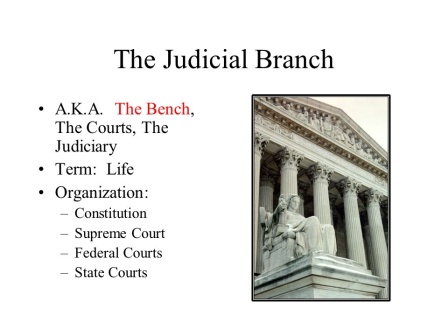 The Judicial Branch
• A.K.A. The Bench,
The Courts, The
Judiciary
• Term: Life
• Organization:
– Constitution
– Supreme Court
– Federal Courts
– State Courts